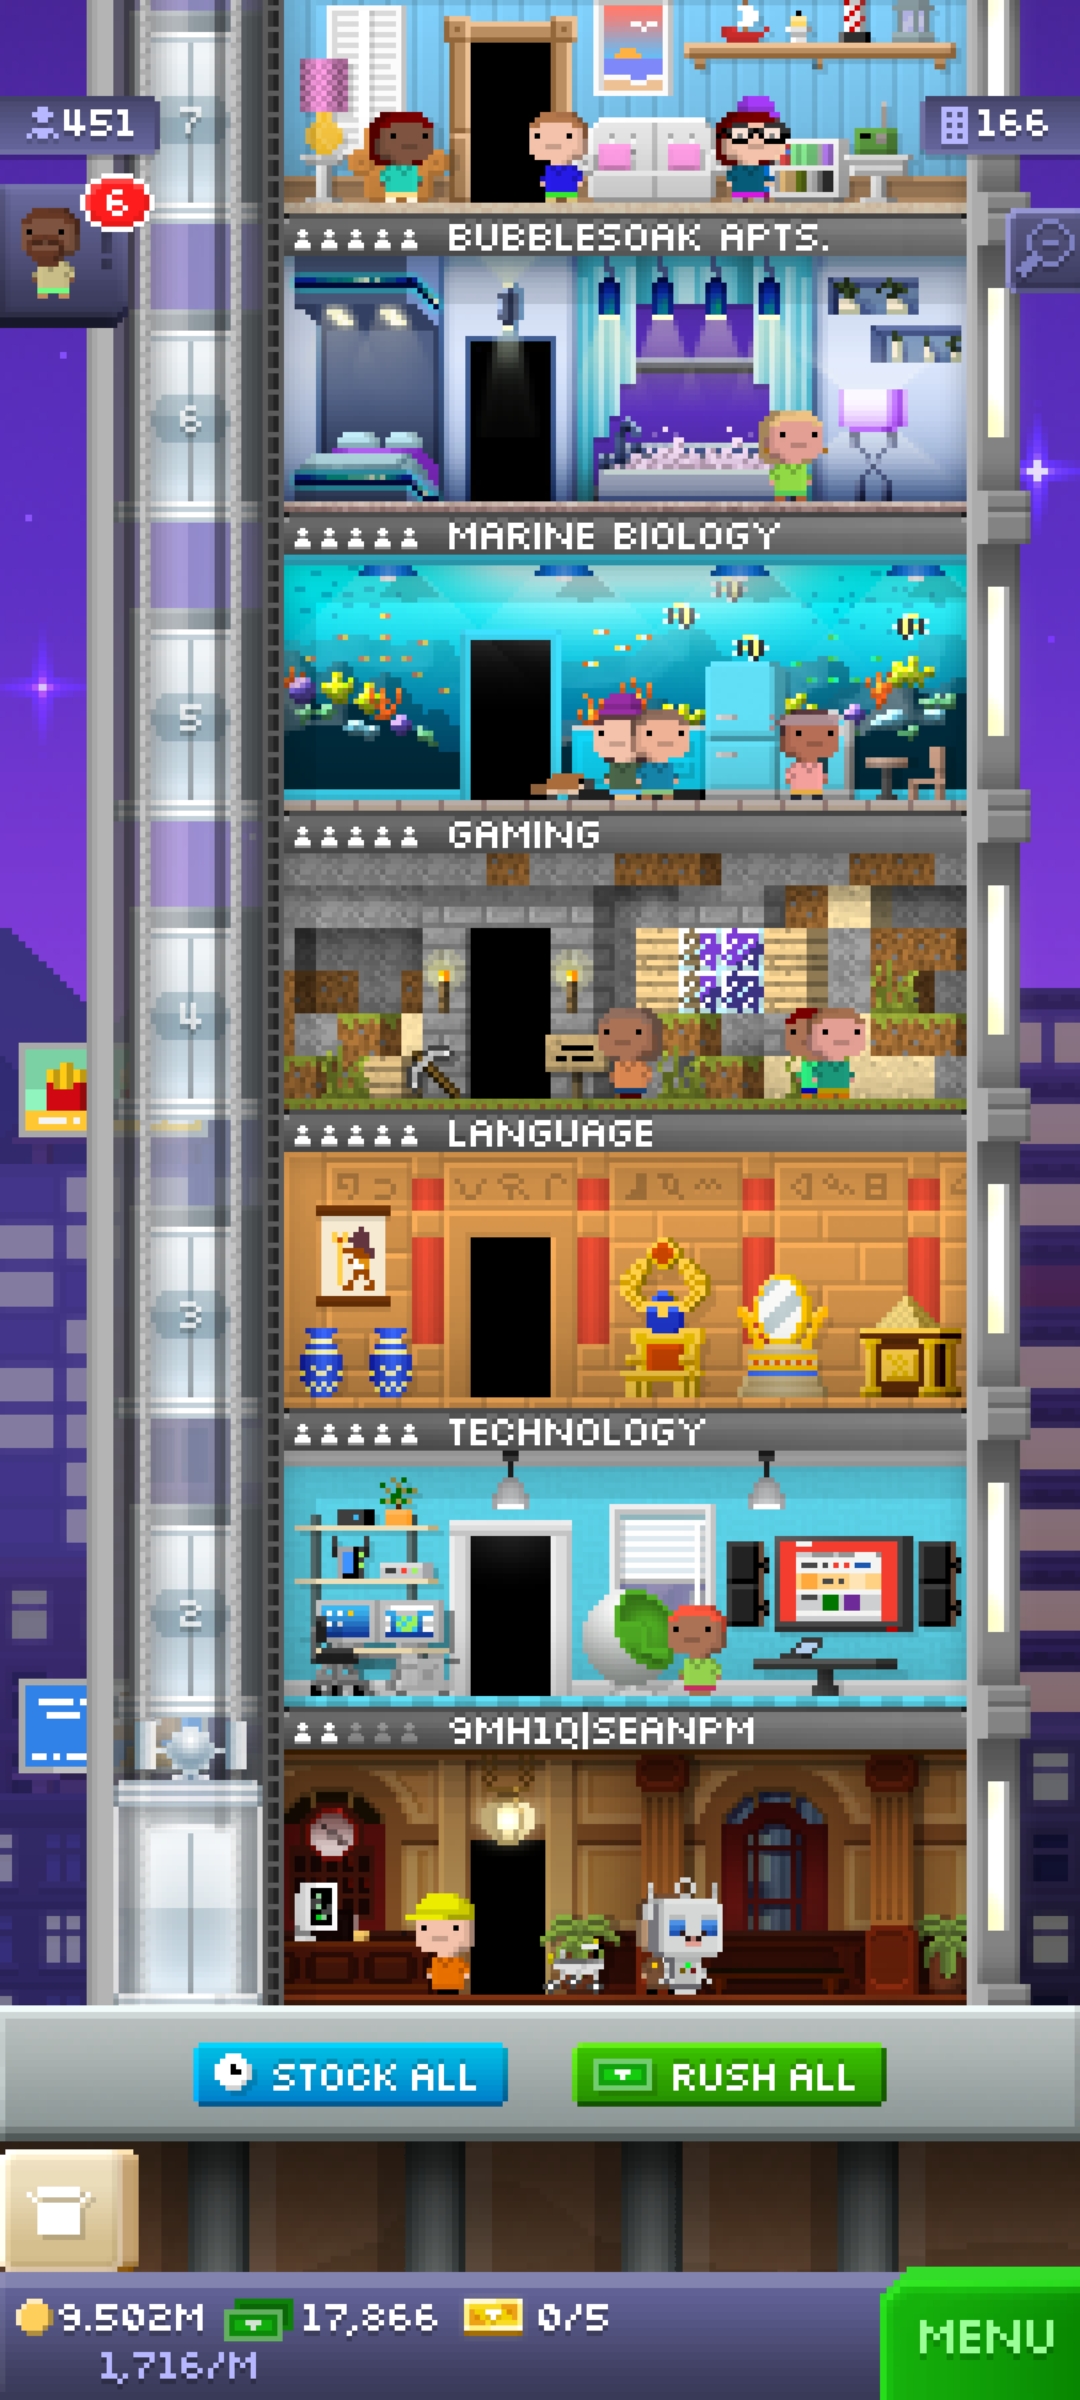 451
7
166
6
BUBBLESOAK APTS.
6
MARINE BIOLOGY
5
GAMING
4
LANGUAGE
3
TECHNOLOGY
2
9MH1Q|SEANPM
STOCK ALL
RUSH ALL
9.502M
17,866
0/5
1,716/M
MENU